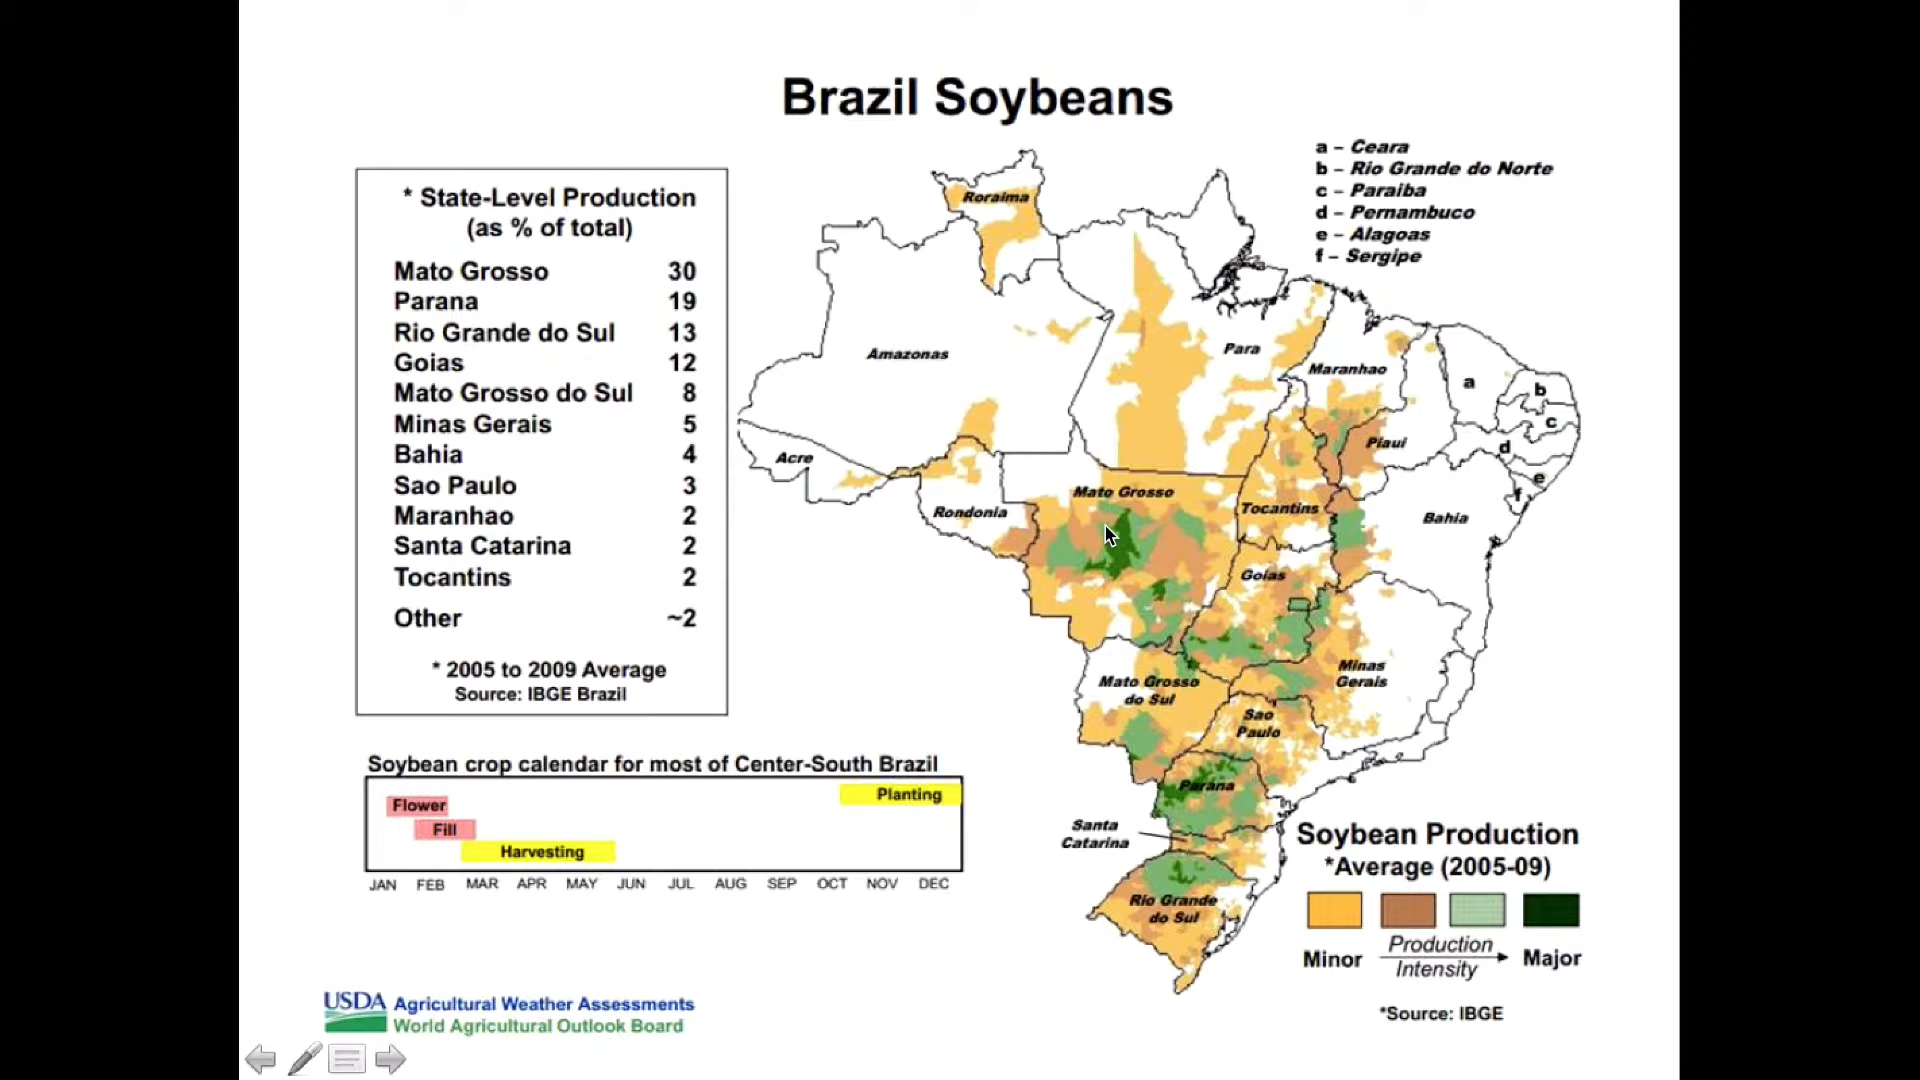 Brazil Soybeans
* State-Level Production
(as % of total)
Mato Grosso 30
Parana 19
Rio Grande do Sul 13
Goias 12
Mato Grosso do Sul 8
Minas Gerais 5
Bahia 4
Sao Paulo 3
Maranhao 2
Santa Catarina 2
Tocantins 2
Other ~2
* 2005 to 2009 Average
Source: IBGE Brazil
a – Ceara
b – Rio Grande do Norte
c – Paraiba
d – Pernambuco
e – Alagoas
f – Sergipe
Roraima
Amazonas
Para
Maranhao
a
b
c
d
e
f
Piaui
Acre
Rondonia
Mato Grosso
Tocantins
Bahia
Goias
Minas
Gerais
Mato Grosso
do Sul
Sao
Paulo
Parana
Santa
Catarina
Rio Grande
do Sul
Soybean crop calendar for most of Center-South Brazil
Planting
Flower
Fill
Harvesting
JAN FEB MAR APR MAY JUN JUL AUG SEP OCT NOV DEC
Soybean Production
*Average (2005-09)
Minor Production Intensity Major
*Source: IBGE
USDA Agricultural Weather Assessments
World Agricultural Outlook Board